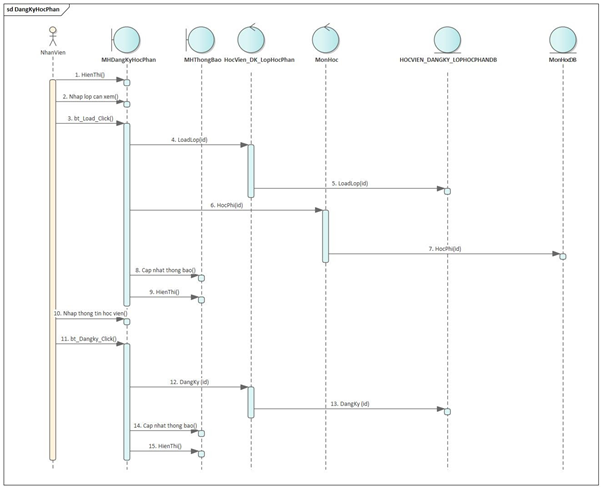 sd DangKyHocPhan
NhanVien
MHDangKyHocPhan
MHThongBao
HocVien_DK_LopHocPhan
MonHoc
HOCVIEN_DANGKY_LOPHOCPHANDB
MonHocDB
1. HienThi()
2. Nhap lop can xem()
3. bt_Load_Click()
4. LoadLop(id)
5. LoadLop(id)
6. HocPhi(id)
7. HocPhi(id)
8. Cap nhat thong bao()
9. HienThi()
10. Nhap thong tin hoc vien()
11. bt_Dangky_Click()
12. DangKy (id)
13. DangKy (id)
14. Cap nhat thong bao()
15. HienThi()